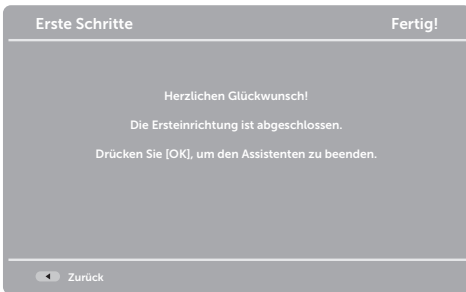 Erste Schritte Fertig!
Herzlichen Glückwunsch!
Die Ersteinrichtung ist abgeschlossen.
Drücken Sie [OK], um den Assistenten zu beenden.
Zurück